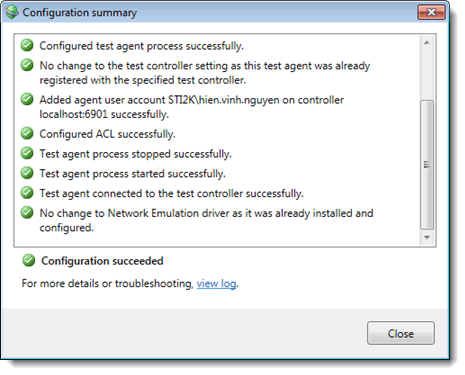 Configuration summary
Configured test agent process successfully.
No change to the test controller setting as this test agent was already
registered with the specified test controller.
Added agent user account STI2K\hien.vinh.nguyen on controller
localhost:6901 successfully.
Configured ACL successfully.
Test agent process stopped successfully.
Test agent process started successfully.
Test agent connected to the test controller successfully.
No change to Network Emulation driver as it was already installed and
configured.
Configuration succeeded
For more details or troubleshooting, view log.
Close